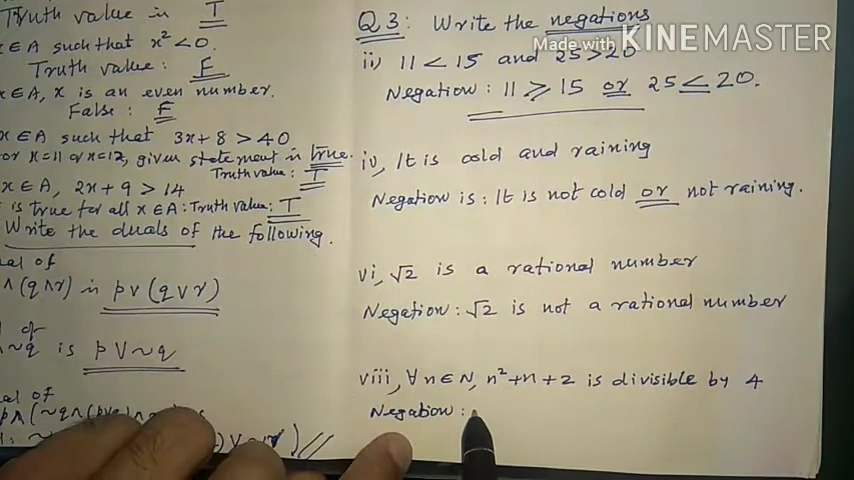 Truth value is T
x∈A such that x² < 0.
Truth value: F
x∈A, x is an even number.
False: F
x∈A such that 3x+8 > 40
or x=11 or x=12, given statement is true.
Truth value: T
x∈A, 2x+9 > 14
is true for all x∈A: Truth value: T
Write the duals of the following.
al of
∧(q∧r) is p∨(q∨r)
of
∼q is p∨∼q
al of
Q.3: Write the negations
Made with KINEMASTER
ii, 11 < 15 and 25 > 20
Negation: 11 ⩾ 15 or 25 ≤ 20.
iv, It is cold and raining
Negation is: It is not cold or not raining.
vi, √2 is a rational number
Negation: √2 is not a rational number
viii, ∀n∈N, n²+n+2 is divisible by 4
Negation: